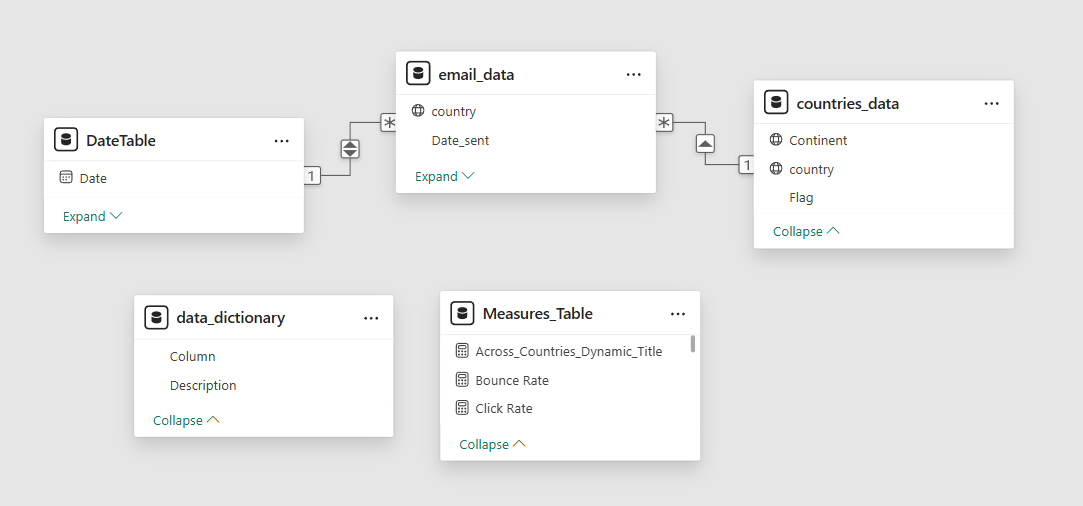 DateTable
Date
Expand
1
*
email_data
country
Date_sent
Expand
*
1
countries_data
Continent
country
Flag
Collapse
data_dictionary
Column
Description
Collapse
Measures_Table
Across_Countries_Dynamic_Title
Bounce Rate
Click Rate
Collapse